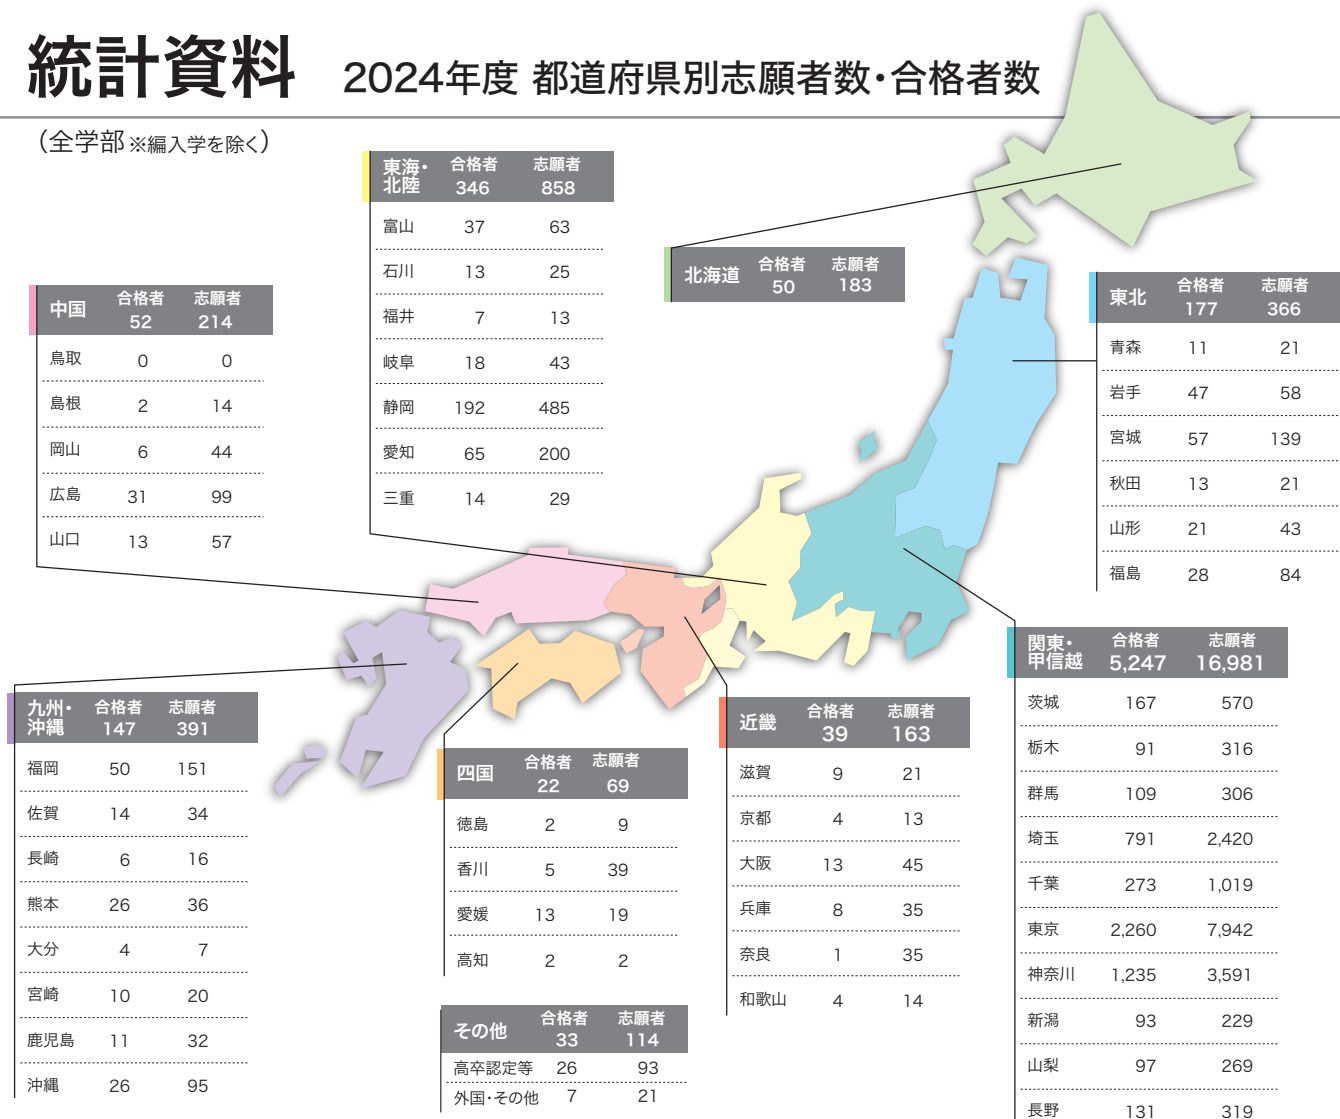 統計資料 2024年度 都道府県別志願者数・合格者数
（全学部※編入学を除く）
東海・北陸 合格者 346 志願者 858
富山 37 63
石川 13 25
福井 7 13
岐阜 18 43
静岡 192 485
愛知 65 200
三重 14 29
北海道 合格者 50 志願者 183
東北 合格者 177 志願者 366
青森 11 21
岩手 47 58
宮城 57 139
秋田 13 21
山形 21 43
福島 28 84
中国 合格者 52 志願者 214
鳥取 0 0
島根 2 14
岡山 6 44
広島 31 99
山口 13 57
関東・甲信越 合格者 5,247 志願者 16,981
茨城 167 570
栃木 91 316
群馬 109 306
埼玉 791 2,420
千葉 273 1,019
東京 2,260 7,942
神奈川 1,235 3,591
新潟 93 229
山梨 97 269
長野 131 319
九州・沖縄 合格者 147 志願者 391
福岡 50 151
佐賀 14 34
長崎 6 16
熊本 26 36
大分 4 7
宮崎 10 20
鹿児島 11 32
沖縄 26 95
四国 合格者 22 志願者 69
徳島 2 9
香川 5 39
愛媛 13 19
高知 2 2
近畿 合格者 39 志願者 163
滋賀 9 21
京都 4 13
大阪 13 45
兵庫 8 35
奈良 1 35
和歌山 4 14
その他 合格者 33 志願者 114
高卒認定等 26 93
外国・その他 7 21